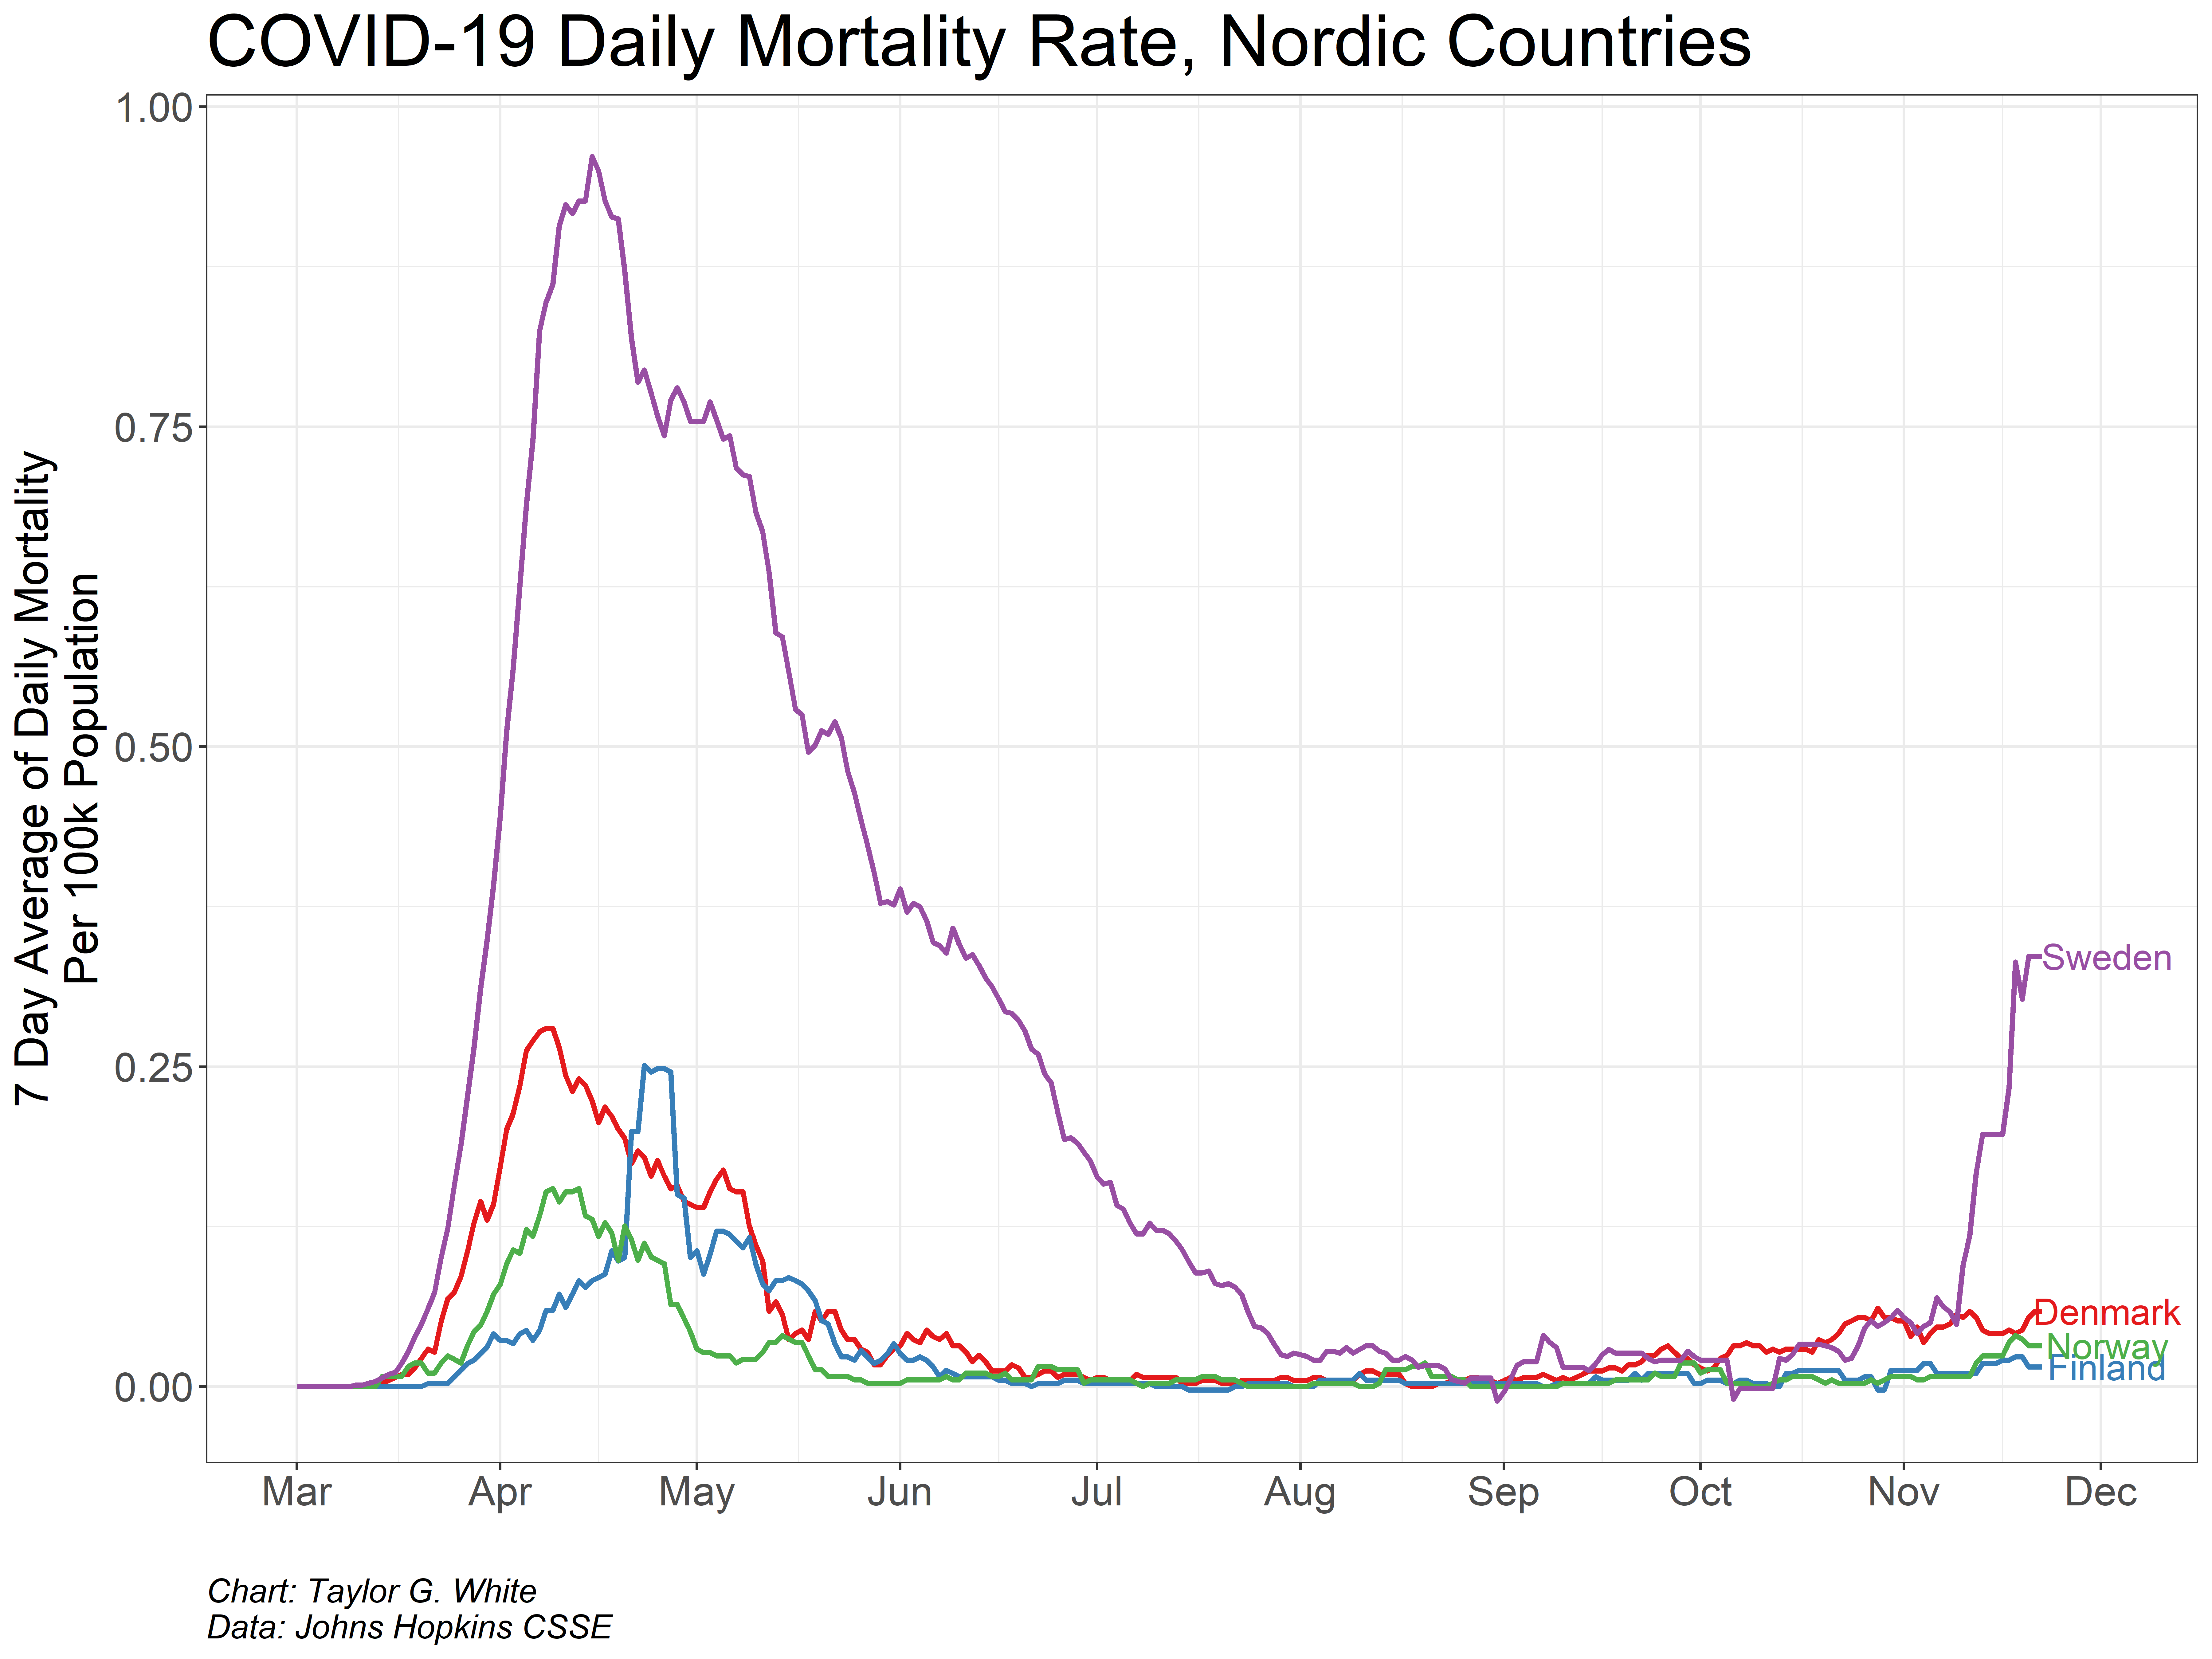 COVID-19 Daily Mortality Rate, Nordic Countries
7 Day Average of Daily Mortality
Per 100k Population
1.00
0.75
0.50
0.25
0.00
Sweden
Denmark
Norway
Finland
Mar Apr May Jun Jul Aug Sep Oct Nov Dec
Chart: Taylor G. White
Data: Johns Hopkins CSSE